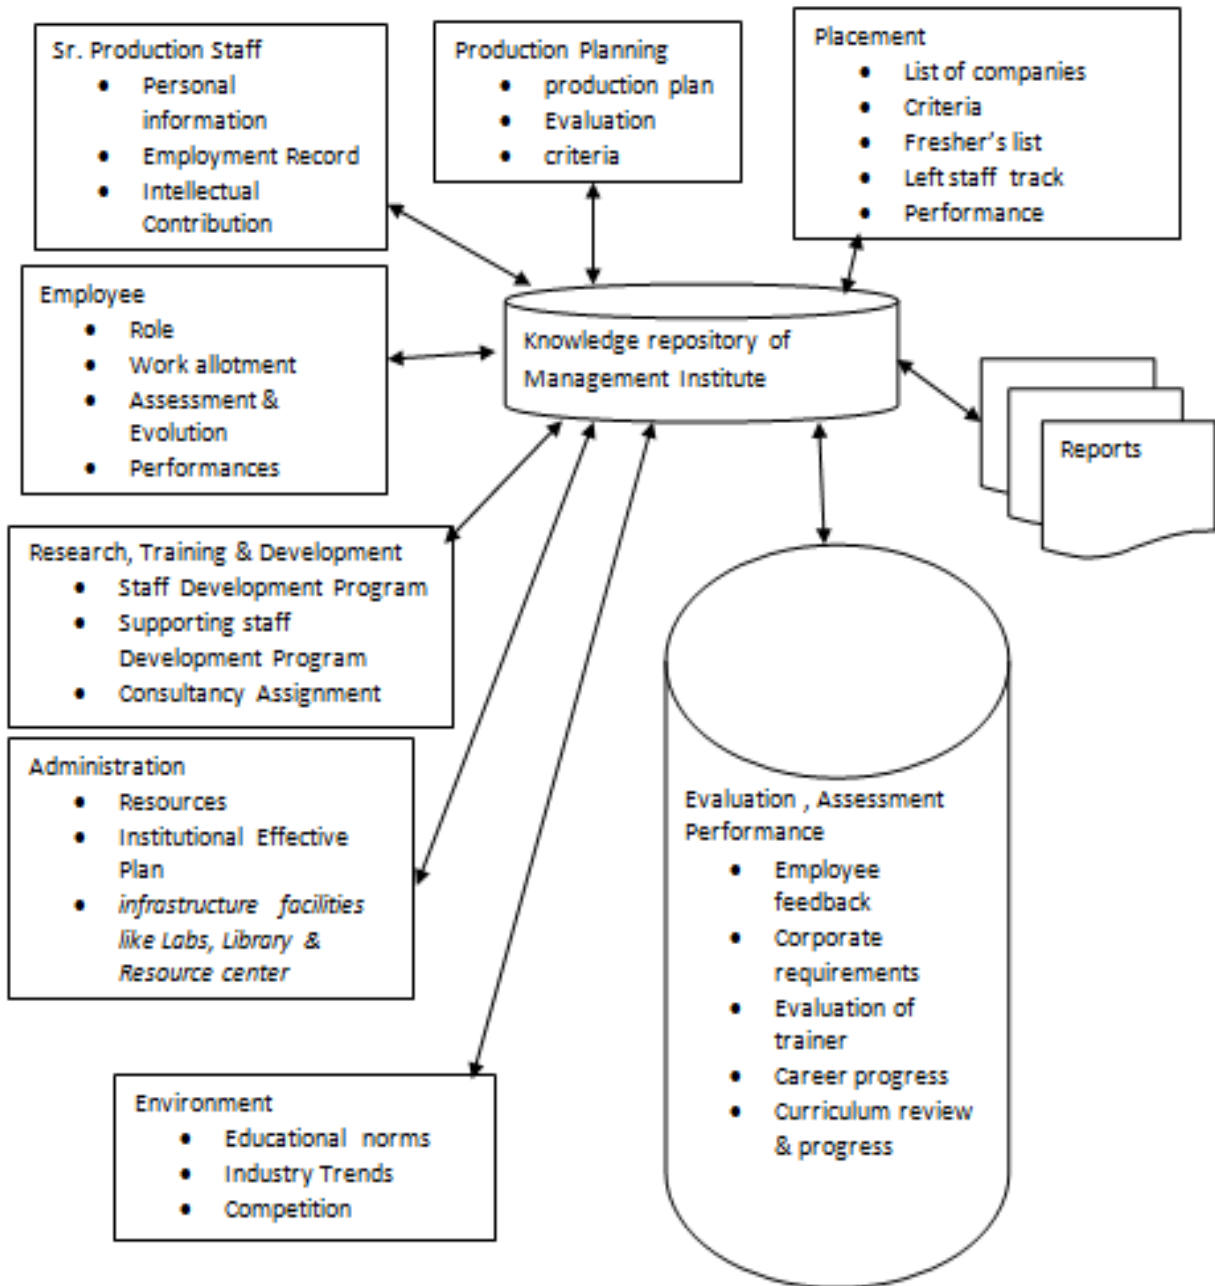 Sr. Production Staff
• Personal
information
• Employment Record
• Intellectual
Contribution
Production Planning
• production plan
• Evaluation
• criteria
Placement
• List of companies
• Criteria
• Fresher's list
• Left staff track
• Performance
Employee
• Role
• Work allotment
• Assessment &
Evolution
• Performances
Knowledge repository of
Management Institute
Reports
Research, Training & Development
• Staff Development Program
• Supporting staff
Development Program
• Consultancy Assignment
Administration
• Resources
• Institutional Effective
Plan
• infrastructure facilities
like Labs, Library &
Resource center
Evaluation , Assessment
Performance
• Employee
feedback
• Corporate
requirements
• Evaluation of
trainer
• Career progress
• Curriculum review
& progress
Environment
• Educational norms
• Industry Trends
• Competition